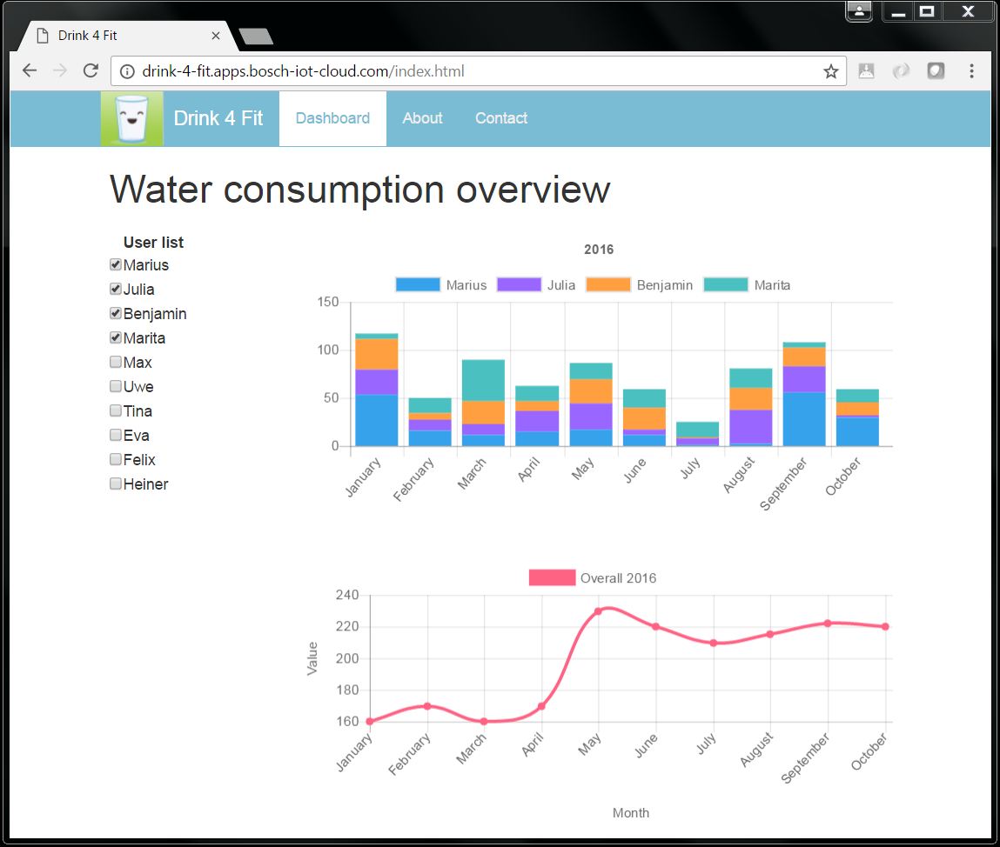 Drink 4 Fit
drink-4-fit.apps.bosch-iot-cloud.com/index.html
Drink 4 Fit Dashboard About Contact
Water consumption overview
User list
Marius
Julia
Benjamin
Marita
Max
Uwe
Tina
Eva
Felix
Heiner
2016
Marius Julia Benjamin Marita
150
100
50
0
January February March April May June July August September October
Overall 2016
240
220
200
180
160
Value
January February March April May June July August September October
Month